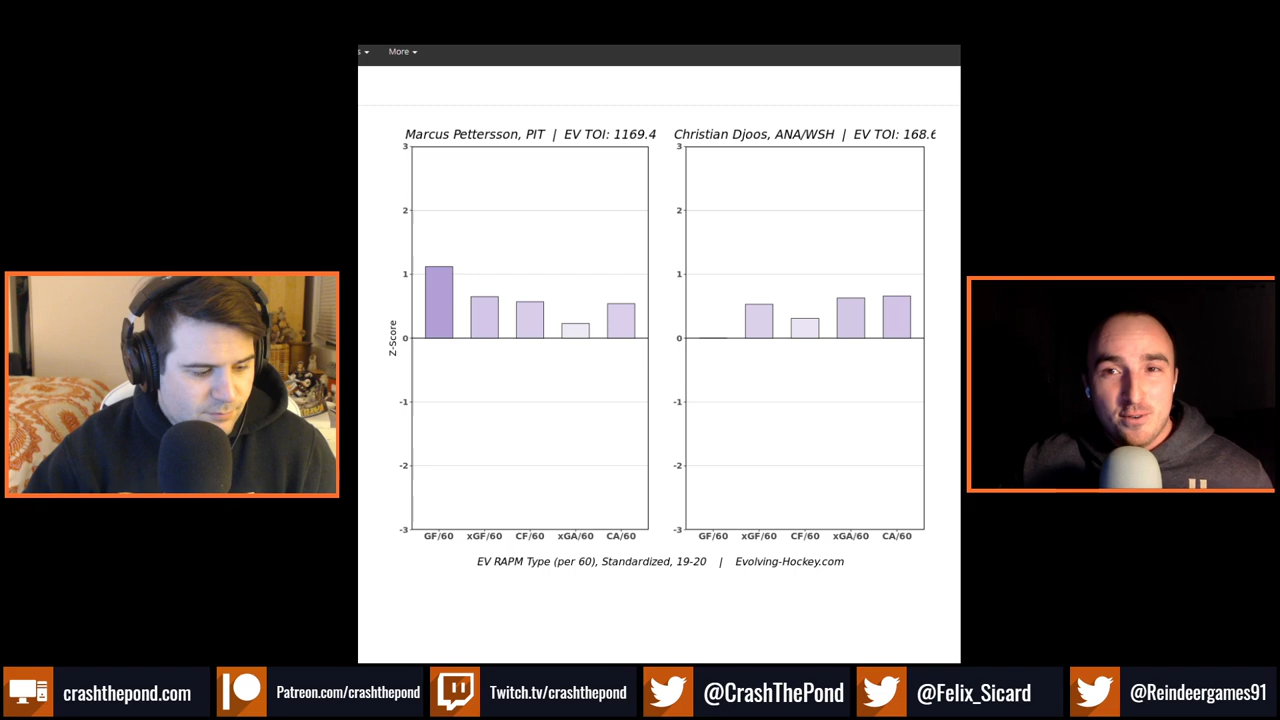 s More
Marcus Pettersson, PIT | EV TOI: 1169.4
Christian Djoos, ANA/WSH | EV TOI: 168.6
3
2
1
0
-1
-2
-3
Z-Score
GF/60 xGF/60 CF/60 xGA/60 CA/60
3
2
1
0
-1
-2
-3
GF/60 xGF/60 CF/60 xGA/60 CA/60
EV RAPM Type (per 60), Standardized, 19-20 | Evolving-Hockey.com
crashthepond.com
Patreon.com/crashthepond
Twitch.tv/crashthepond
@CrashThePond
@Felix_Sicard
@Reindeergames91